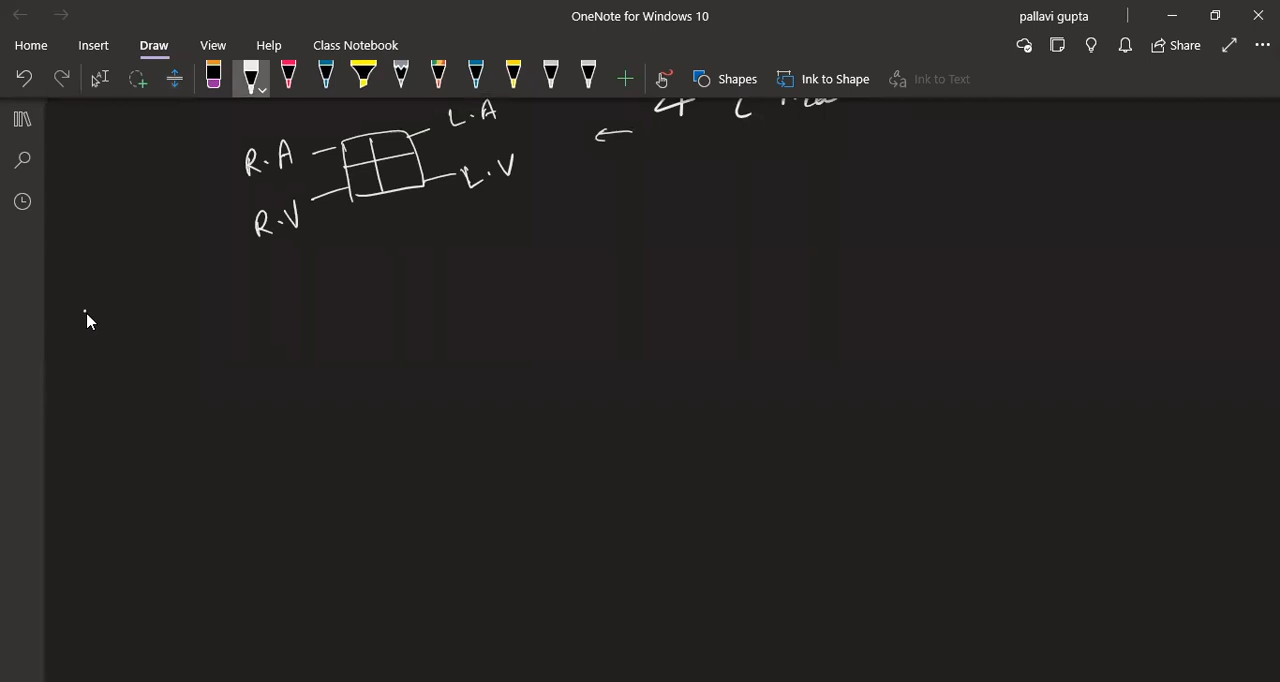 OneNote for Windows 10
pallavi gupta
Home Insert Draw View Help Class Notebook
Share
Shapes Ink to Shape Ink to Text
4
L.A
R.A
L.V
R.V